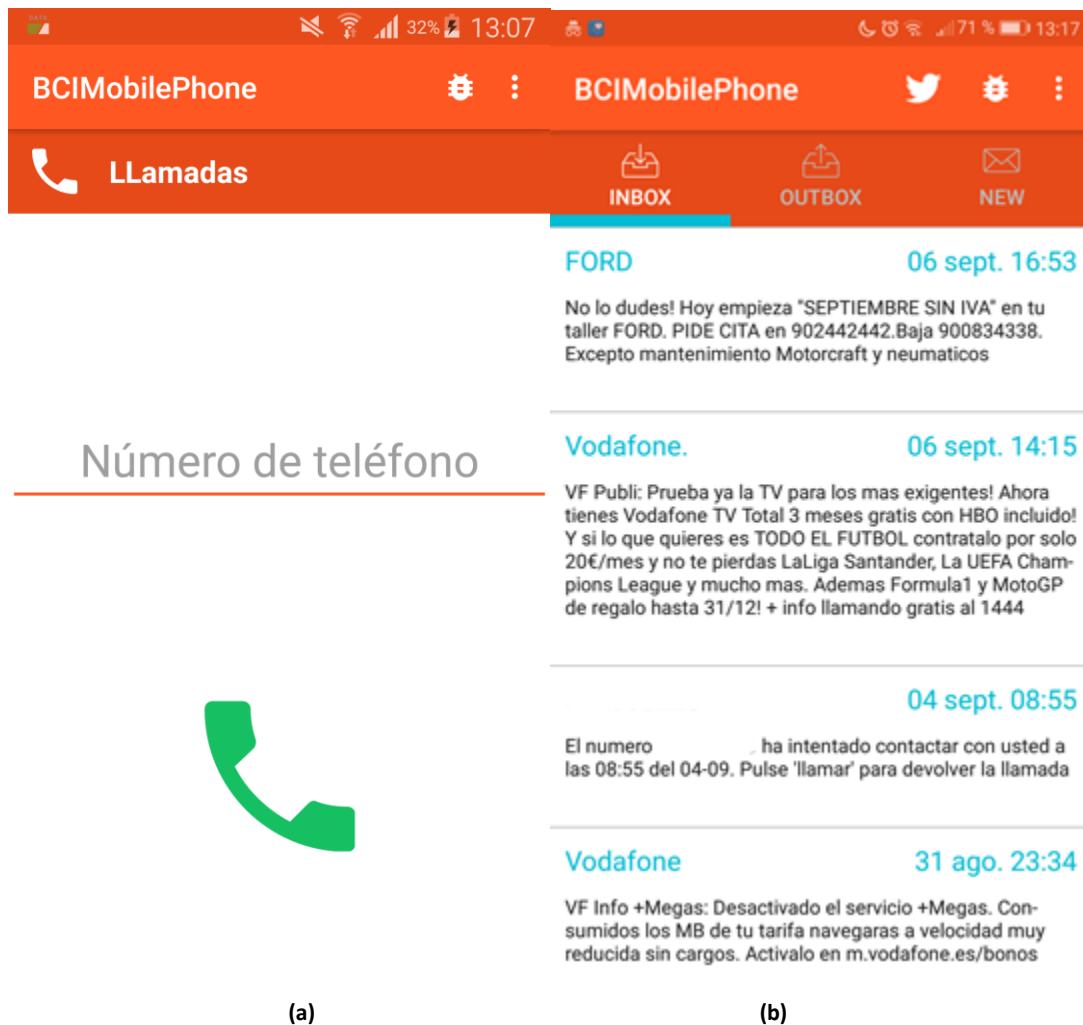 DATA
32% 13:07
BCIMobilePhone
LLamadas
Número de teléfono
(a)
71 % 13:17
BCIMobilePhone
INBOX OUTBOX NEW
FORD 06 sept. 16:53
No lo dudes! Hoy empieza "SEPTIEMBRE SIN IVA" en tu
taller FORD. PIDE CITA en 902442442.Baja 900834338.
Excepto mantenimiento Motorcraft y neumaticos
Vodafone. 06 sept. 14:15
VF Publi: Prueba ya la TV para los mas exigentes! Ahora
tienes Vodafone TV Total 3 meses gratis con HBO incluido!
Y si lo que quieres es TODO EL FUTBOL contratalo por solo
20€/mes y no te pierdas LaLiga Santander, La UEFA Cham-
pions League y mucho mas. Ademas Formula1 y MotoGP
de regalo hasta 31/12! + info llamando gratis al 1444
04 sept. 08:55
El numero ha intentado contactar con usted a
las 08:55 del 04-09. Pulse 'llamar' para devolver la llamada
Vodafone 31 ago. 23:34
VF Info +Megas: Desactivado el servicio +Megas. Con-
sumidos los MB de tu tarifa navegaras a velocidad muy
reducida sin cargos. Activalo en m.vodafone.es/bonos
(b)